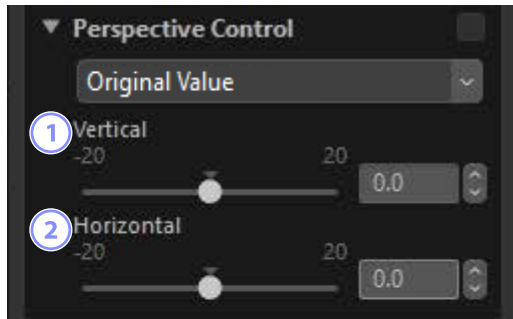 Perspective Control
Original Value
1 Vertical
-20 20
0.0
2 Horizontal
-20 20
0.0